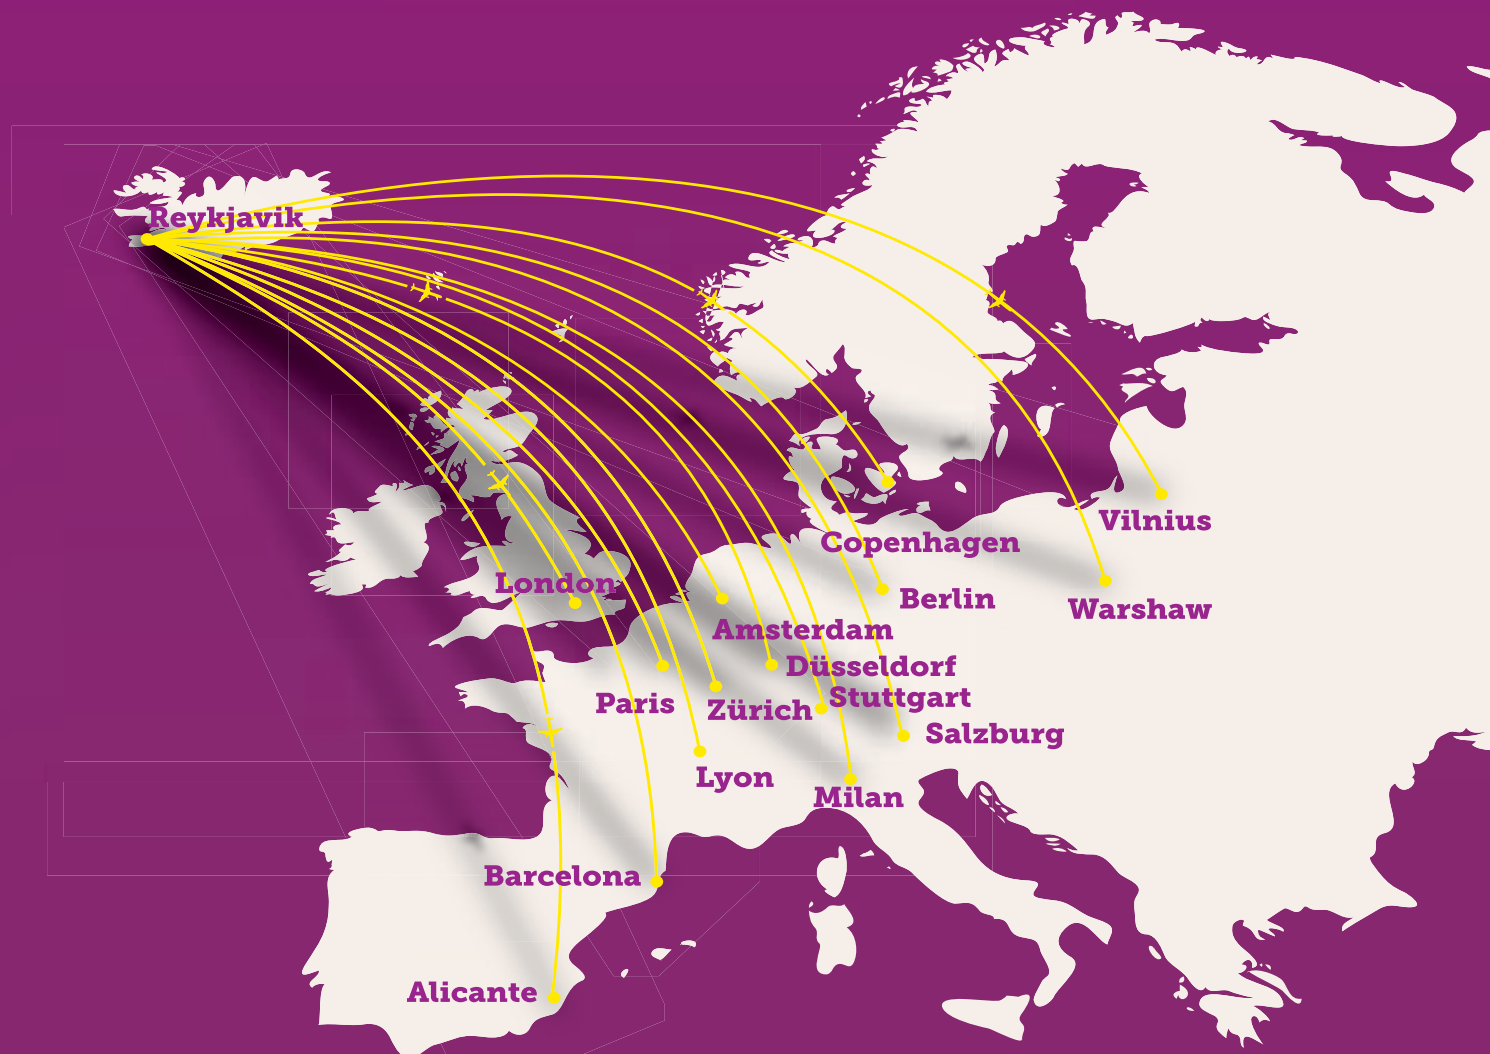 Reykjavik
Vilnius
Copenhagen
London
Berlin
Warshaw
Amsterdam
Düsseldorf
Stuttgart
Paris
Zürich
Salzburg
Lyon
Milan
Barcelona
Alicante